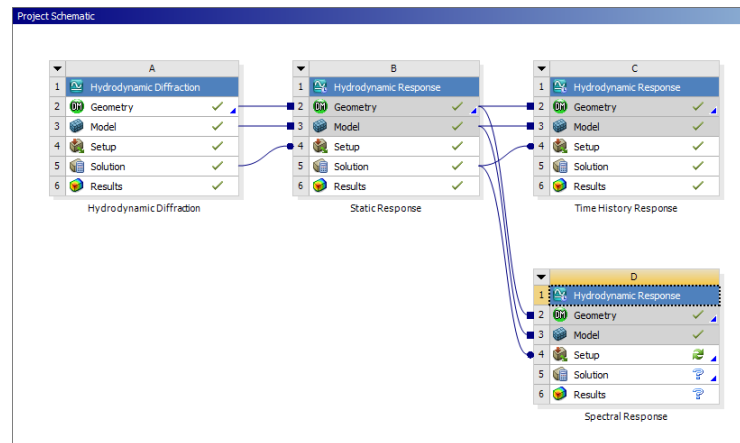 Project Schematic
A
1 Hydrodynamic Diffraction
2 Geometry
3 Model
4 Setup
5 Solution
6 Results
Hydrodynamic Diffraction
B
1 Hydrodynamic Response
2 Geometry
3 Model
4 Setup
5 Solution
6 Results
Static Response
C
1 Hydrodynamic Response
2 Geometry
3 Model
4 Setup
5 Solution
6 Results
Time History Response
D
1 Hydrodynamic Response
2 Geometry
3 Model
4 Setup
5 Solution
6 Results
Spectral Response